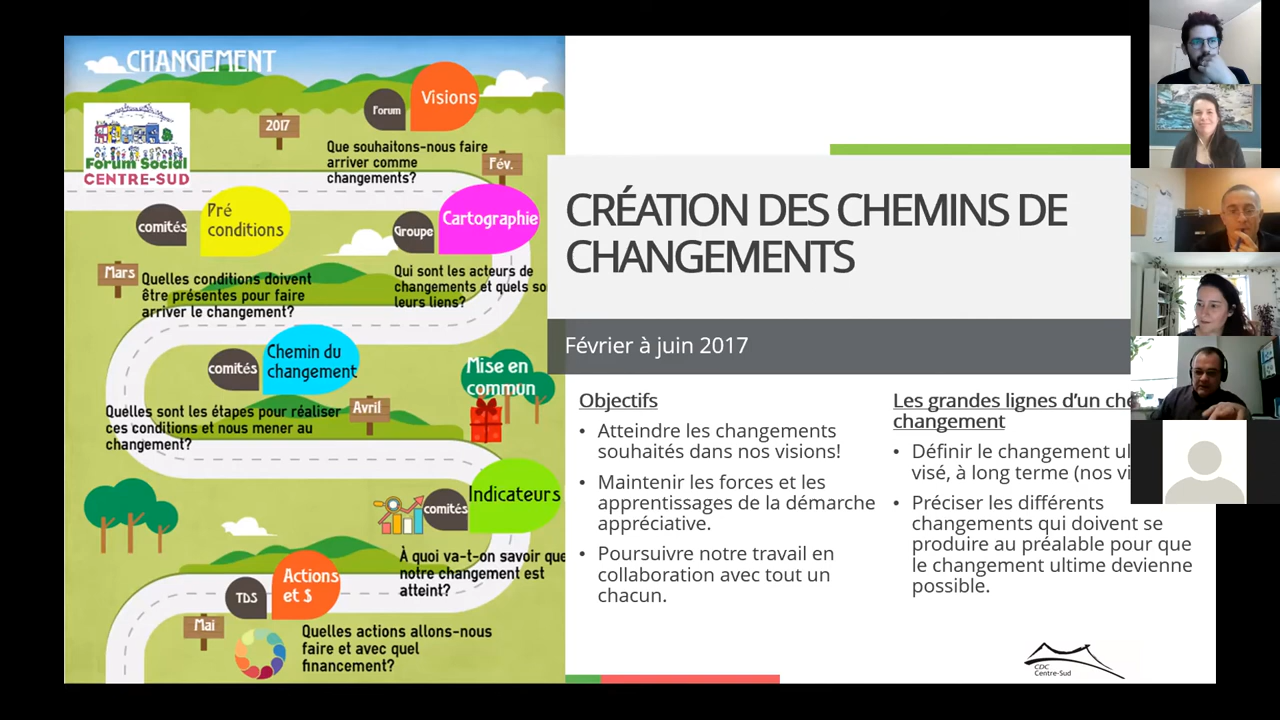 CHANGEMENT
Forum
Visions
2017
Forum Social
CENTRE-SUD
Que souhaitons-nous faire
arriver comme
changements?
Fév.
comités
Pré
conditions
Groupe
Cartographie
Mars
Quelles conditions doivent
être présentes pour faire
arriver le changement?
Qui sont les acteurs de
changements et quels so
leurs liens?
comités
Chemin du
changement
Mise en
commun
Quelles sont les étapes pour réaliser
ces conditions et nous mener au
changement?
Avril
comités
Indicateurs
À quoi va-t-on savoir que
notre changement est
atteint?
TDS
Actions
et $
Mai
Quelles actions allons-nous
faire et avec quel
financement?
CRÉATION DES CHEMINS DE
CHANGEMENTS
Février à juin 2017
Objectifs
• Atteindre les changements
souhaités dans nos visions!
• Maintenir les forces et les
apprentissages de la démarche
appréciative.
• Poursuivre notre travail en
collaboration avec tout un
chacun.
Les grandes lignes d'un che
changement
• Définir le changement ul
visé, à long terme (nos vi
• Préciser les différents
changements qui doivent se
produire au préalable pour que
le changement ultime devienne
possible.
CDC
Centre-Sud